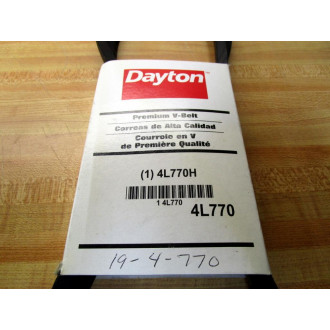 Dayton
Premium V-Belt
Correas de Alta Calidad
Courroie en V
de Première Qualité
(1) 4L770H
1 4L770
4L770
19-4-770